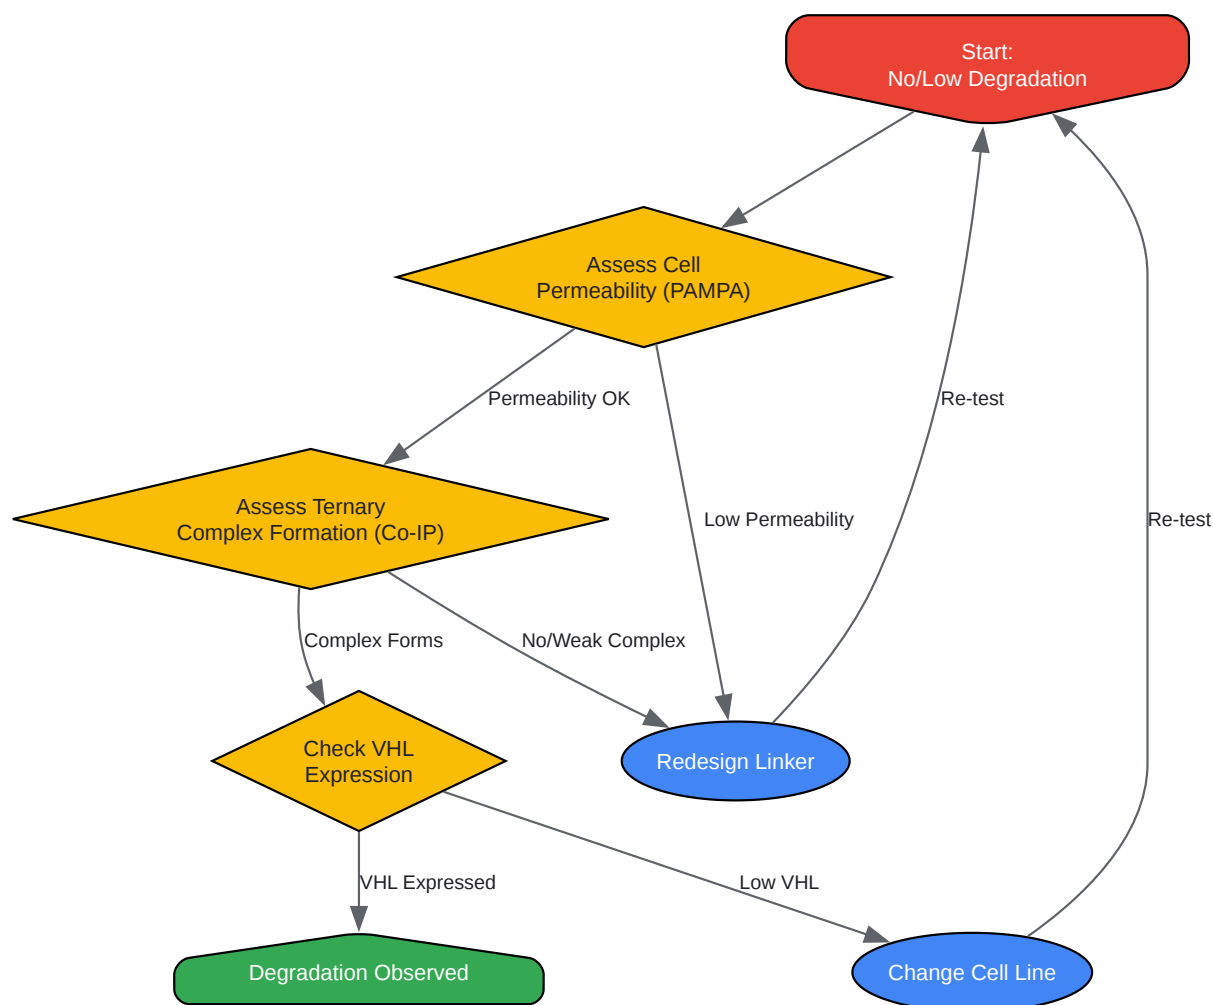 Start:
No/Low Degradation
Assess Cell
Permeability (PAMPA)
Permeability OK
Re-test
Assess Ternary
Complex Formation (Co-IP)
Low Permeability
Re-test
Complex Forms
No/Weak Complex
Check VHL
Expression
Redesign Linker
VHL Expressed
Low VHL
Degradation Observed
Change Cell Line